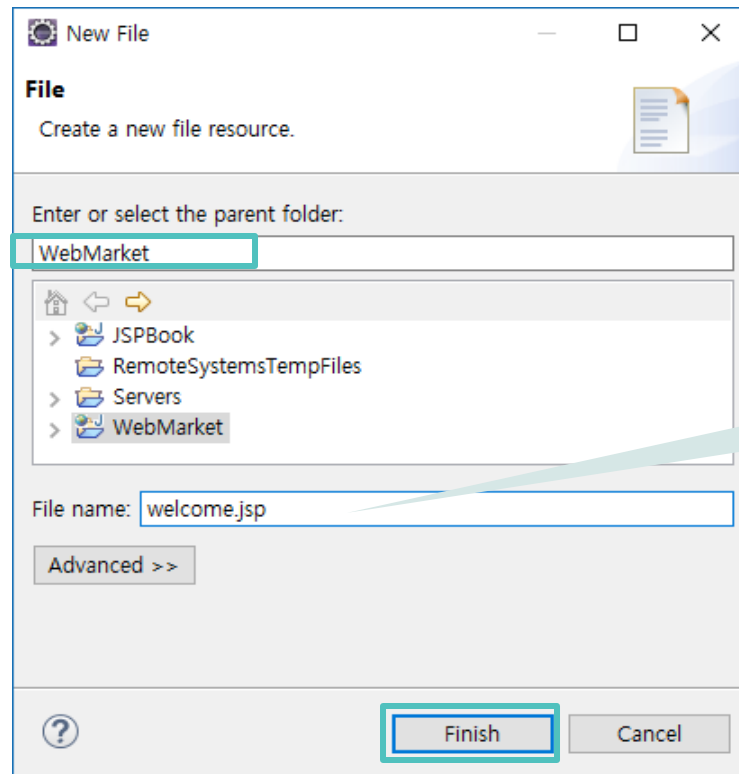 New File
File
Create a new file resource.
Enter or select the parent folder:
WebMarket
JSPBook
RemoteSystemsTempFiles
Servers
WebMarket
File name: welcome.jsp
Advanced >>
Finish Cancel